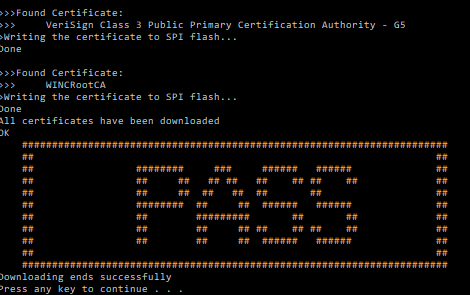 >>>Found Certificate:
>>>     VeriSign Class 3 Public Primary Certification Authority - G5
>Writing the certificate to SPI flash...
Done
>>>Found Certificate:
>>>     WINCRootCA
>Writing the certificate to SPI flash...
Done
All certificates have been downloaded
OK
PASS
Downloading ends successfully
Press any key to continue . . .